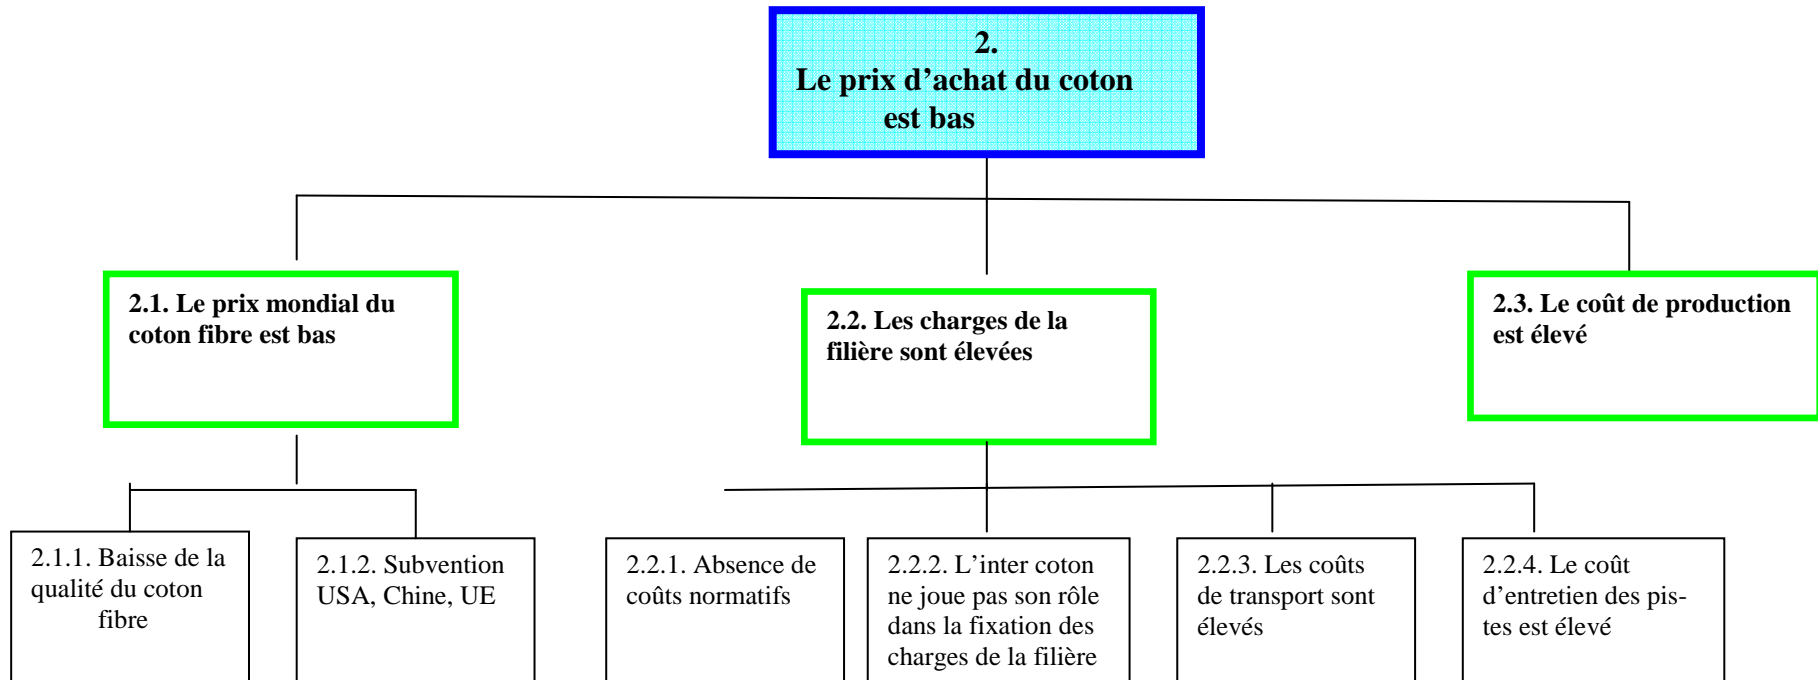 2.
Le prix d’achat du coton
est bas
2.1. Le prix mondial du
coton fibre est bas
2.2. Les charges de la
filière sont élevées
2.3. Le coût de production
est élevé
2.1.1. Baisse de la
qualité du coton
fibre
2.1.2. Subvention
USA, Chine, UE
2.2.1. Absence de
coûts normatifs
2.2.2. L’inter coton
ne joue pas son rôle
dans la fixation des
charges de la filière
2.2.3. Les coûts
de transport sont
élevés
2.2.4. Le coût
d’entretien des pis-
tes est élevé